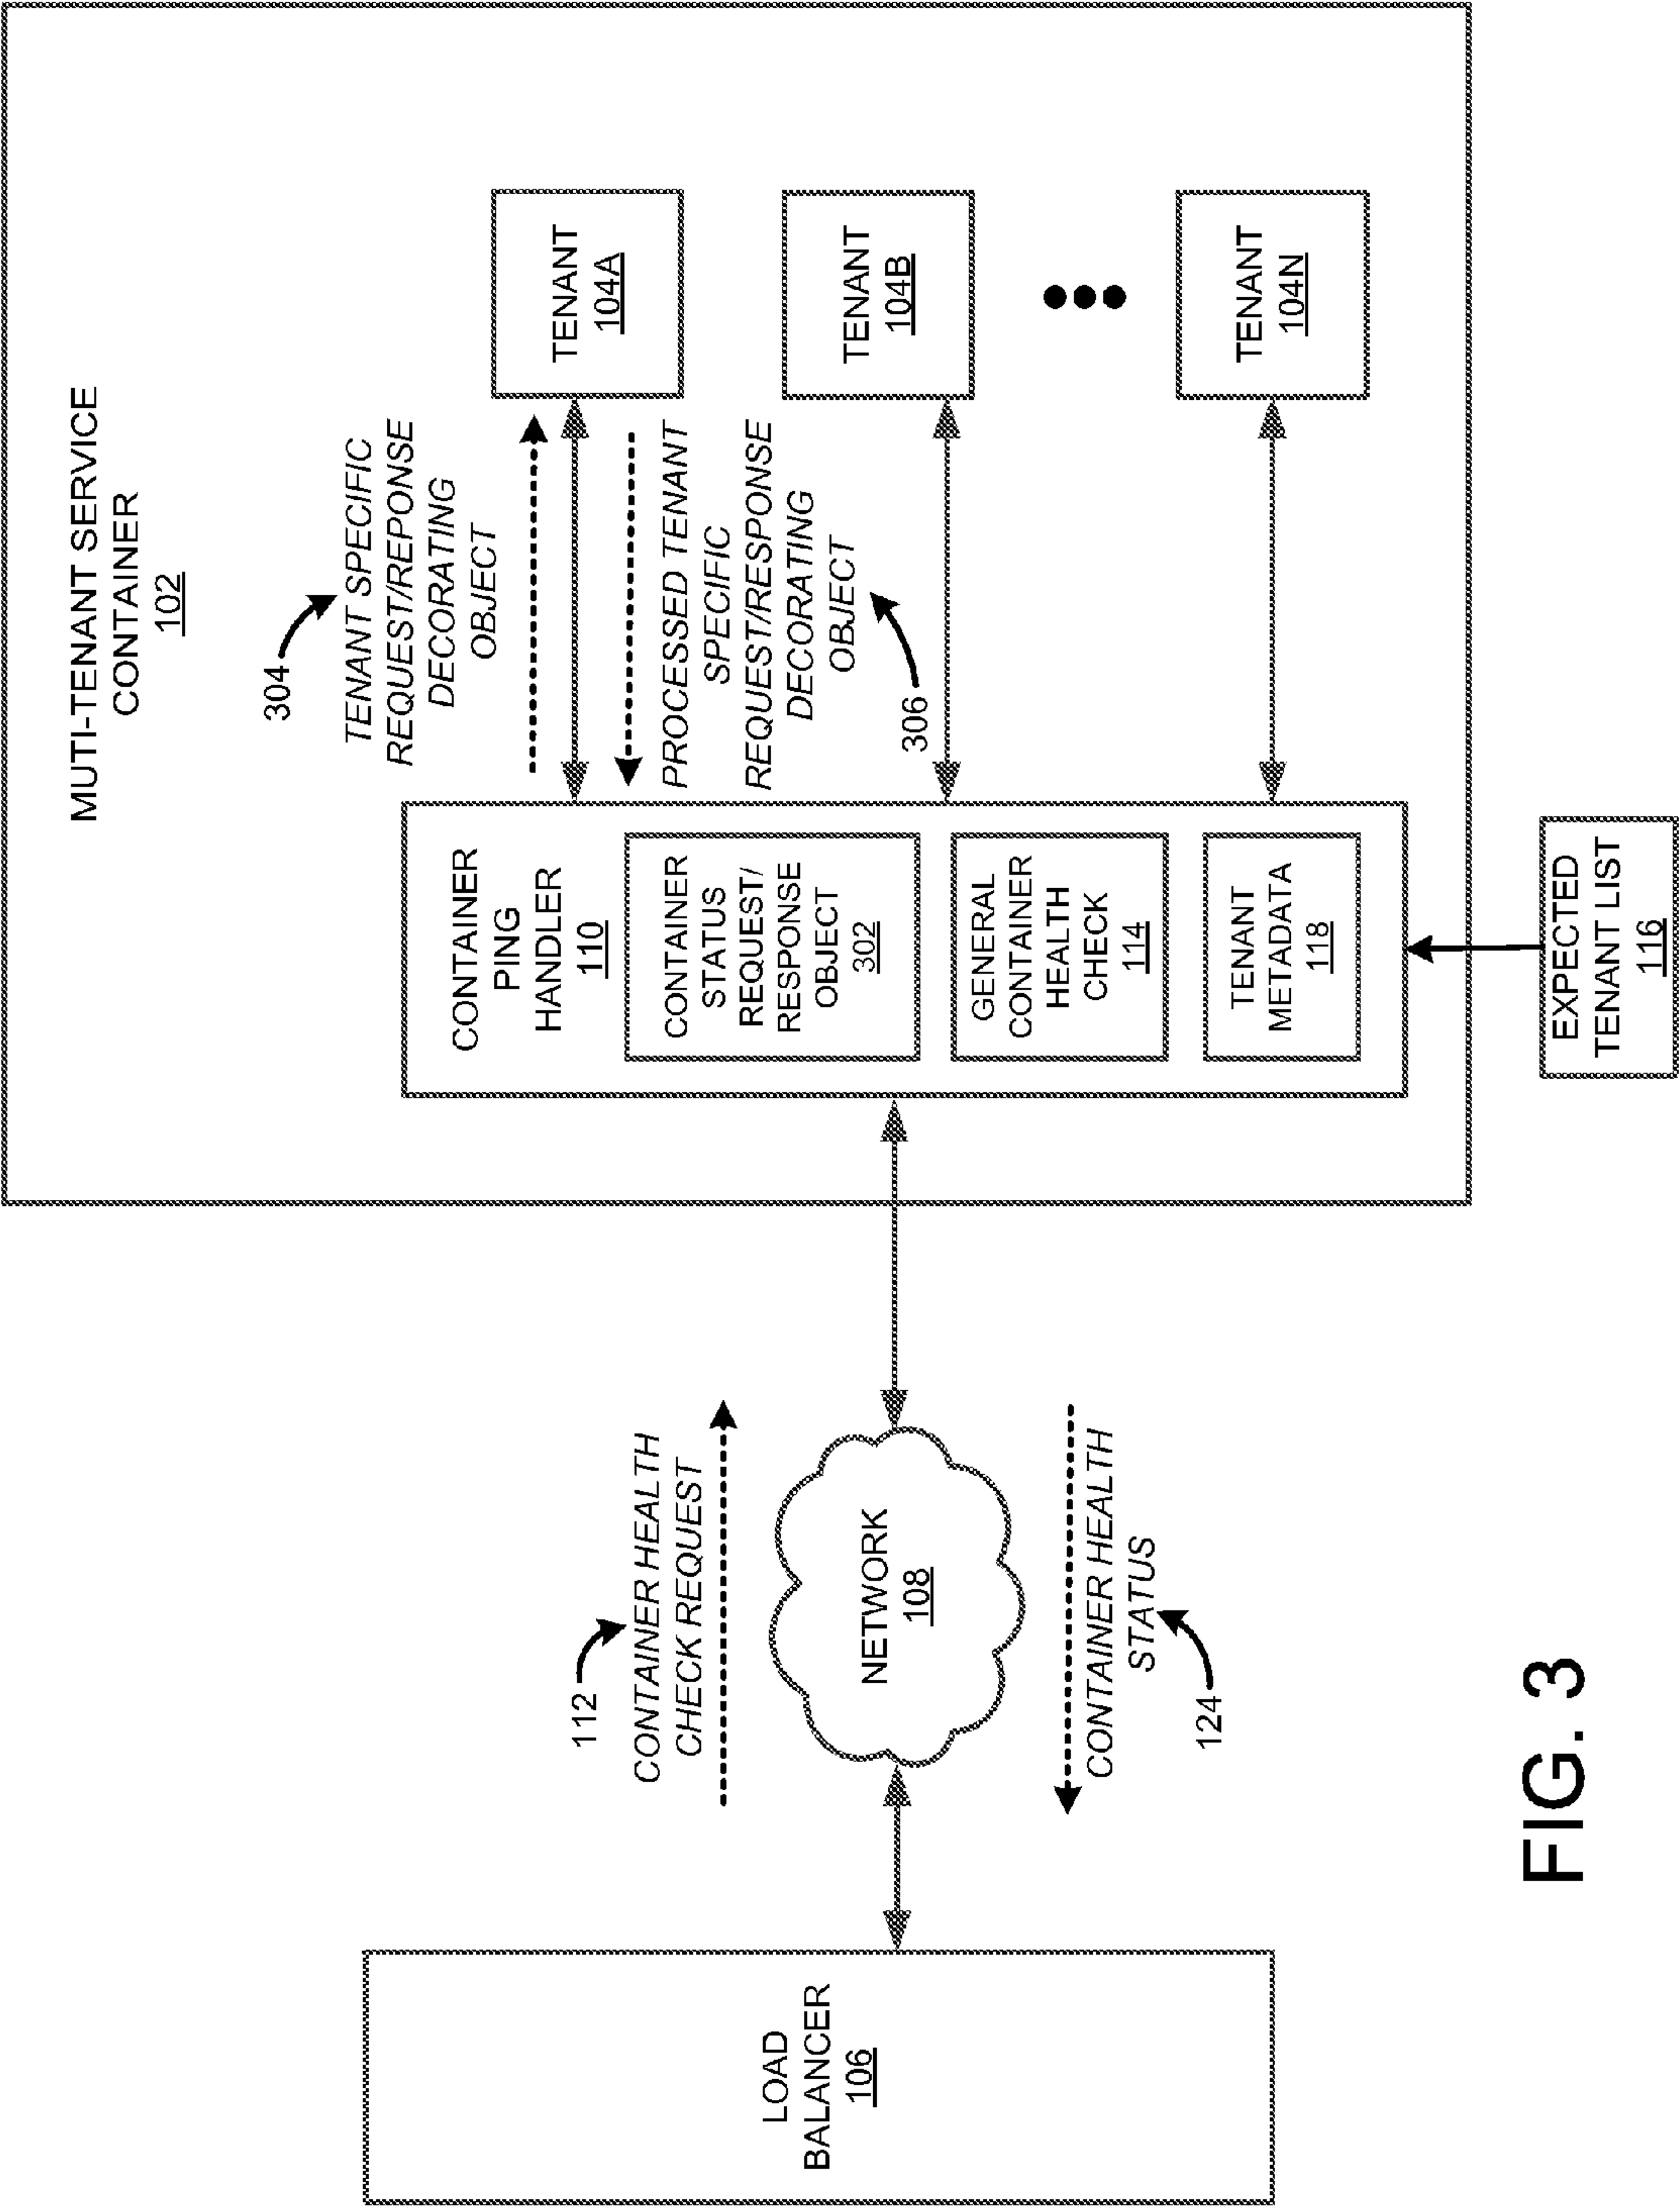 MUTI-TENANT SERVICE
CONTAINER
102
304
TENANT SPECIFIC
REQUEST/REPONSE
DECORATING
OBJECT
TENANT
104A
PROCESSED TENANT
SPECIFIC
REQUEST/RESPONSE
DECORATING
OBJECT
306
TENANT
104B
TENANT
104N
CONTAINER
PING
HANDLER
110
CONTAINER
STATUS
REQUEST/
RESPONSE
OBJECT
302
GENERAL
CONTAINER
HEALTH
CHECK
114
TENANT
METADATA
118
EXPECTED
TENANT LIST
116
112
CONTAINER HEALTH
CHECK REQUEST
NETWORK
108
CONTAINER HEALTH
STATUS
124
LOAD
BALANCER
106
FIG. 3